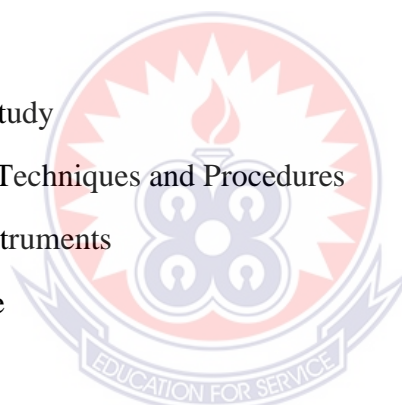 tudy
Techniques and Procedures
truments
e
EDUCATION FOR SERVICE